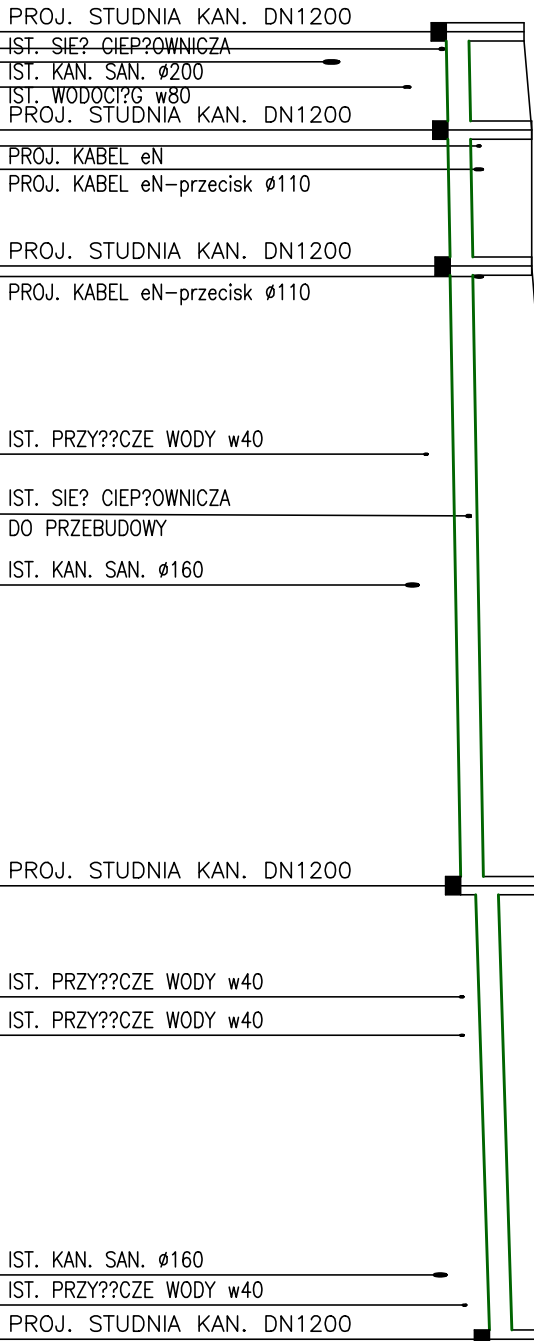 PROJ. STUDNIA KAN. DN1200
IST. SIE? CIEP?OWNICZA
IST. KAN. SAN. ø200
IST. WODOCI?G w80
PROJ. STUDNIA KAN. DN1200
PROJ. KABEL eN
PROJ. KABEL eN-przecisk ø110
PROJ. STUDNIA KAN. DN1200
PROJ. KABEL eN-przecisk ø110
IST. PRZY??CZE WODY w40
IST. SIE? CIEP?OWNICZA
DO PRZEBUDOWY
IST. KAN. SAN. ø160
PROJ. STUDNIA KAN. DN1200
IST. PRZY??CZE WODY w40
IST. PRZY??CZE WODY w40
IST. KAN. SAN. ø160
IST. PRZY??CZE WODY w40
PROJ. STUDNIA KAN. DN1200